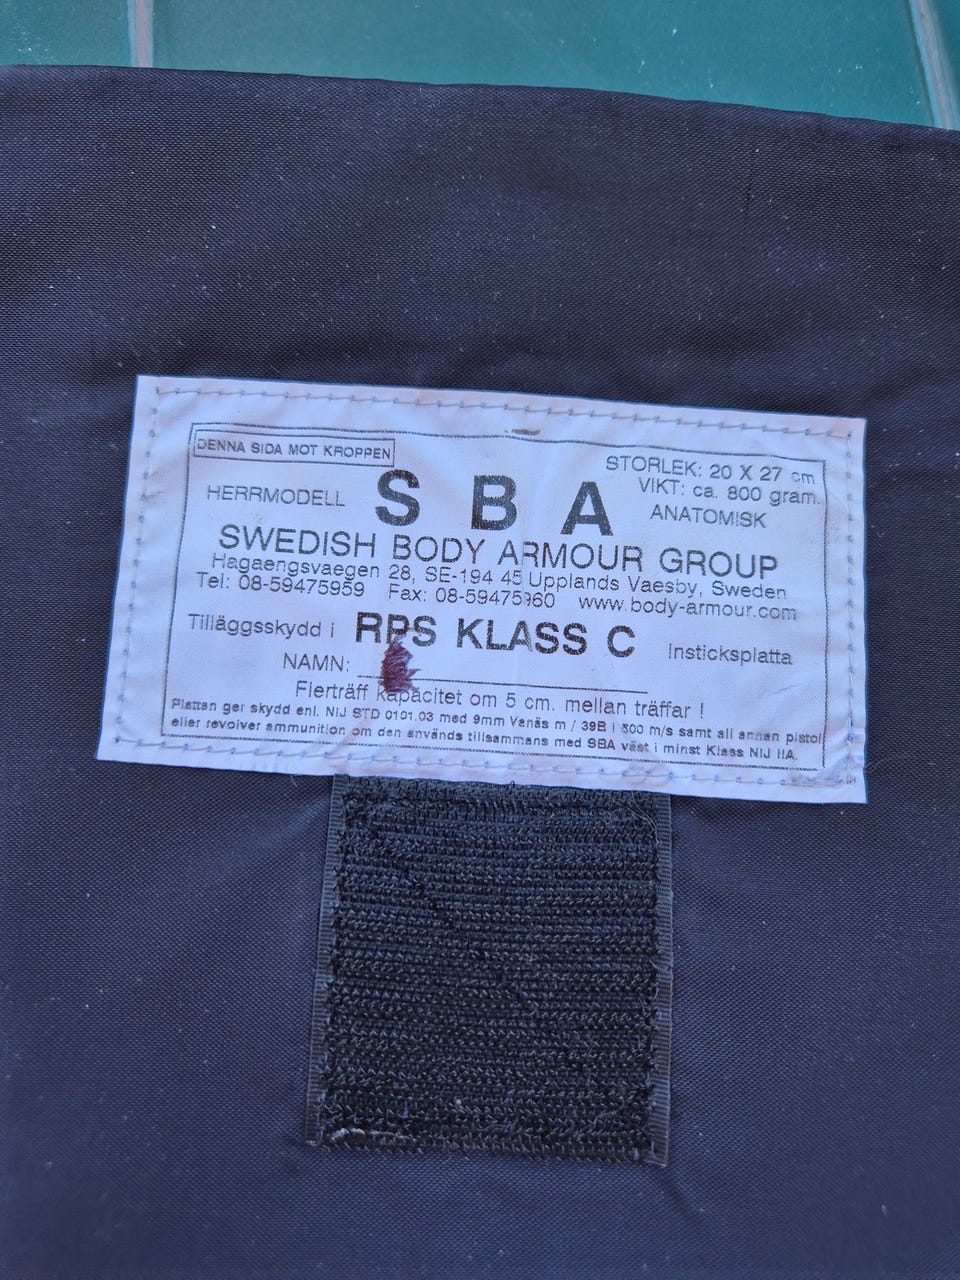 DENNA SIDA MOT KROPPEN
STORLEK: 20 X 27 cm
VIKT: ca. 800 gram.
HERRMODELL
S B A
ANATOMISK
SWEDISH BODY ARMOUR GROUP
Hagaengsvaegen 28, SE-194 45 Upplands Vaesby, Sweden
Tel: 08-59475959 Fax: 08-59475960 www.body-armour.com
Tilläggsskydd i RPS KLASS C Insticksplatta
NAMN:
Flerträff kapacitet om 5 cm. mellan träffar !
Plattan ger skydd enl. NIJ STD 0101.03 med 9mm Vanäs m / 39B i 500 m/s samt all annan pistol
eller revolver ammunition om den används tillsammans med SBA väst i minst Klass NIJ IIA.